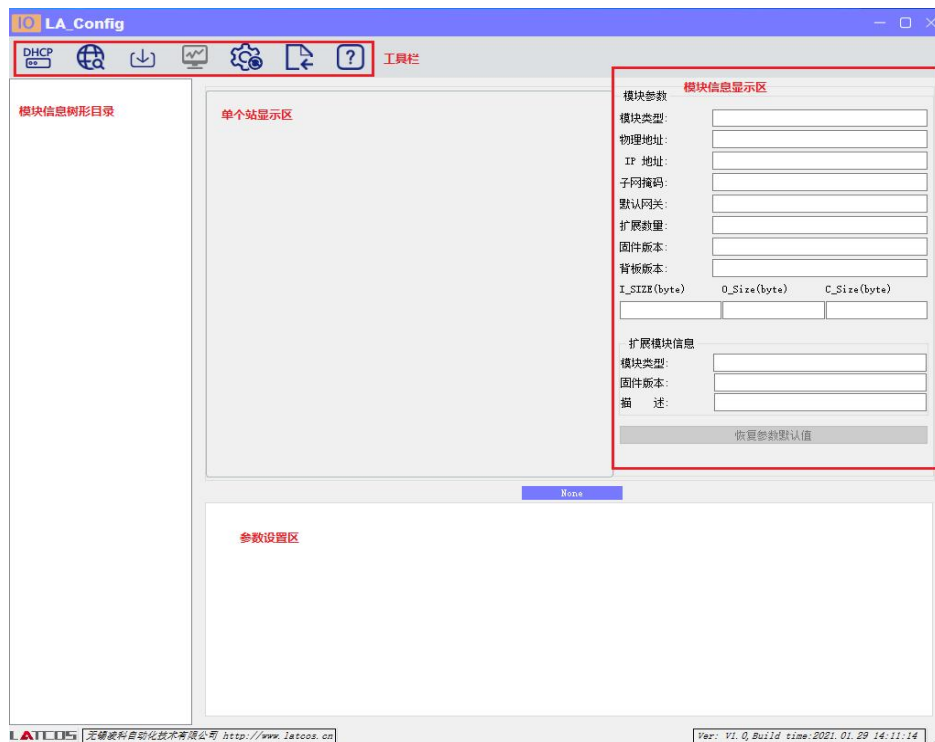 IO LA_Config
DHCP
工具栏
模块信息树形目录
单个站显示区
模块信息显示区
模块参数
模块类型:
物理地址:
IP 地址:
子网掩码:
默认网关:
扩展数量:
固件版本:
背板版本:
I_SIZE(byte) O_Size(byte) C_Size(byte)
扩展模块信息
模块类型:
固件版本:
描 述:
恢复参数默认值
None
参数设置区
LATCOS 无锡凌科自动化技术有限公司 http://www.latcos.cn
Ver: V1.0,Build time:2021.01.29 14:11:14